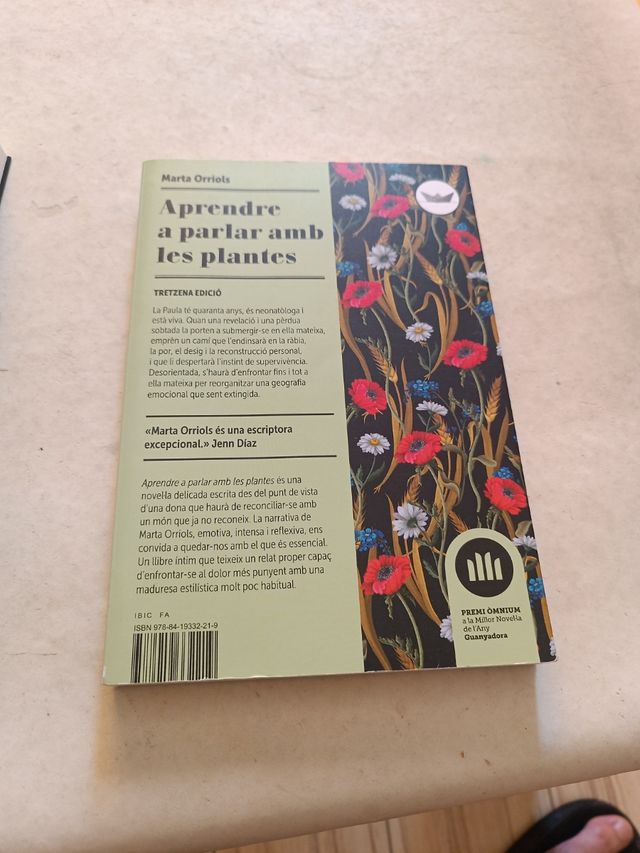 Marta Orriols
Aprendre
a parlar amb
les plantes
TRETZENA EDICIÓ
La Paula té quaranta anys, és neonatòloga i
està viva. Quan una revelació i una pèrdua
sobtada la porten a submergir-se en ella mateixa,
emprèn un camí que l'endinsarà en la ràbia,
la por, el desig i la reconstrucció personal,
i que li despertarà l'instint de supervivència.
Desorientada, s'haurà d'enfrontar fins i tot a
ella mateixa per reorganitzar una geografia
emocional que sent extingida.
«Marta Orriols és una escriptora
excepcional.» Jenn Díaz
Aprendre a parlar amb les plantes és una
novel·la delicada escrita des del punt de vista
d'una dona que haurà de reconciliar-se amb
un món que ja no reconeix. La narrativa de
Marta Orriols, emotiva, intensa i reflexiva, ens
convida a quedar-nos amb el que és essencial.
Un llibre íntim que teixeix un relat proper capaç
d'enfrontar-se al dolor més punyent amb una
maduresa estilística molt poc habitual.
IBIC FA
ISBN 978-84-19332-21-9
PREMI ÒMNIUM
a la Millor Novel·la
de l'Any
Guanyadora